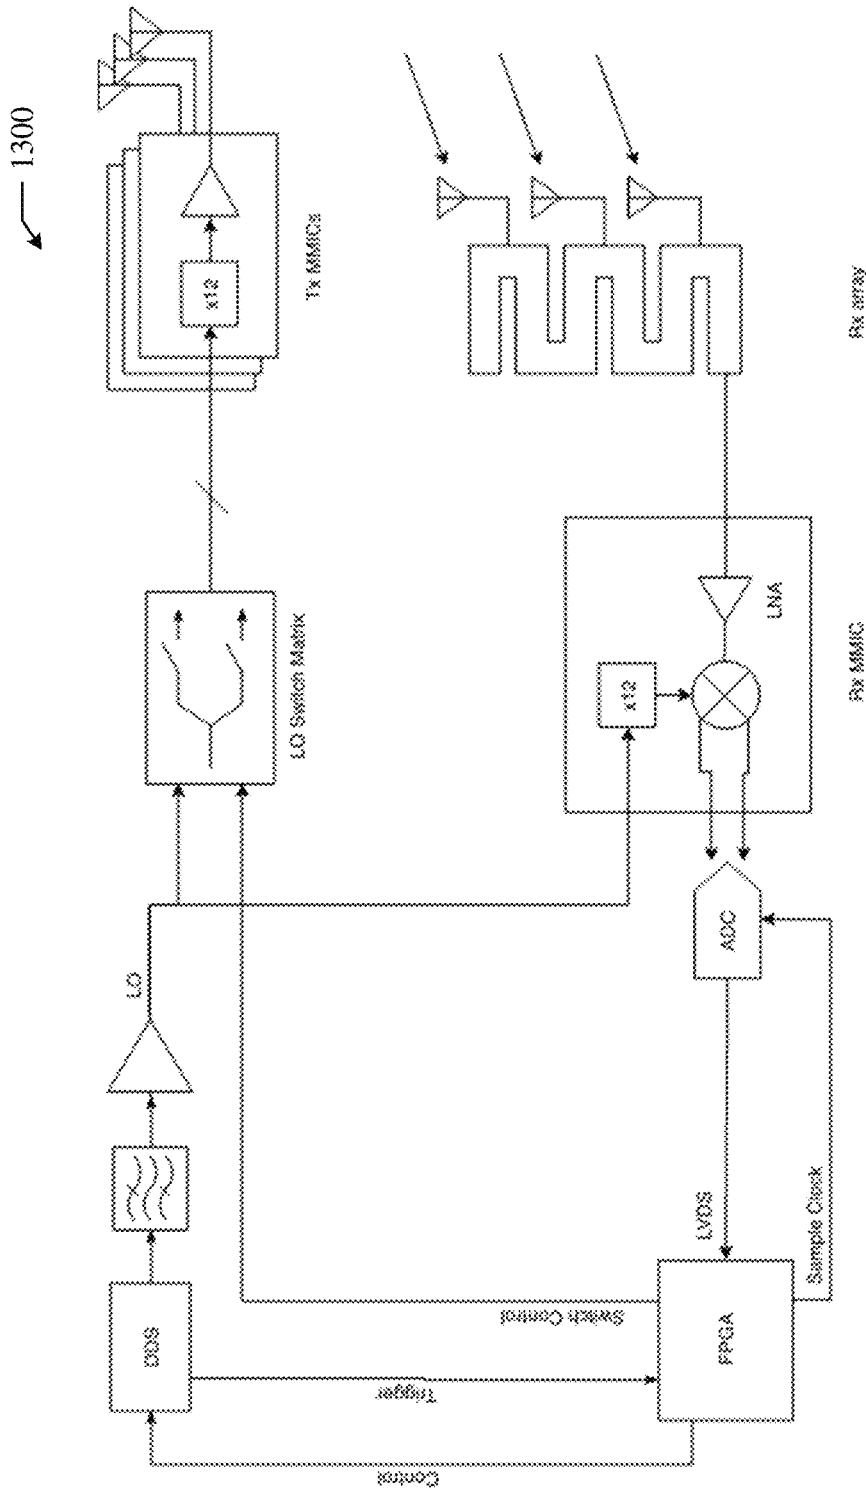 1300
DDS
LO
LO Switch Matrix
x12
Tx MMICs
Control
Trigger
Switch Control
FPGA
LVDS
Sample Clock
ADC
x12
LNA
Rx MMIC
Rx array